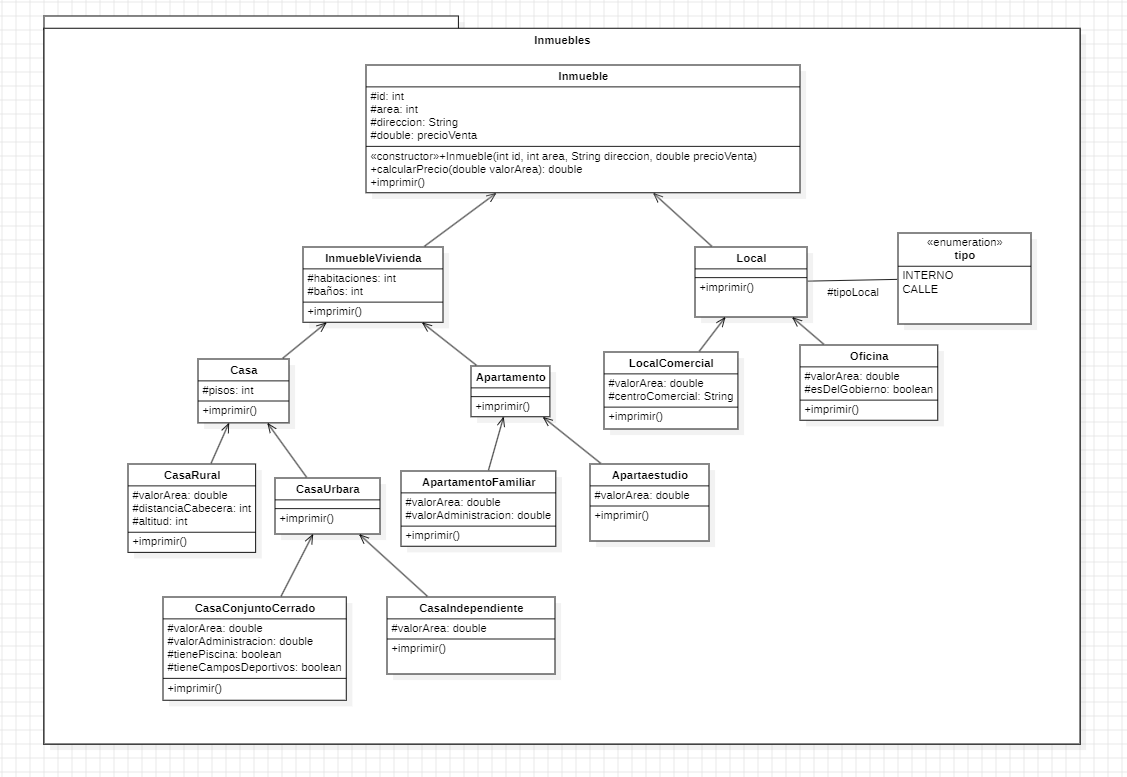 Inmuebles
Inmueble
#id: int
#area: int
#direccion: String
#double: precioVenta
«constructor»+Inmueble(int id, int area, String direccion, double precioVenta)
+calcularPrecio(double valorArea): double
+imprimir()
InmuebleVivienda
#habitaciones: int
#baños: int
+imprimir()
Local
+imprimir()
#tipoLocal
«enumeration»
tipo
INTERNO
CALLE
Casa
#pisos: int
+imprimir()
Apartamento
+imprimir()
LocalComercial
#valorArea: double
#centroComercial: String
+imprimir()
Oficina
#valorArea: double
#esDelGobierno: boolean
+imprimir()
CasaRural
#valorArea: double
#distanciaCabecera: int
#altitud: int
+imprimir()
CasaUrbara
+imprimir()
ApartamentoFamiliar
#valorArea: double
#valorAdministracion: double
+imprimir()
Apartaestudio
#valorArea: double
+imprimir()
CasaConjuntoCerrado
#valorArea: double
#valorAdministracion: double
#tienePiscina: boolean
#tieneCamposDeportivos: boolean
+imprimir()
CasaIndependiente
#valorArea: double
+imprimir()